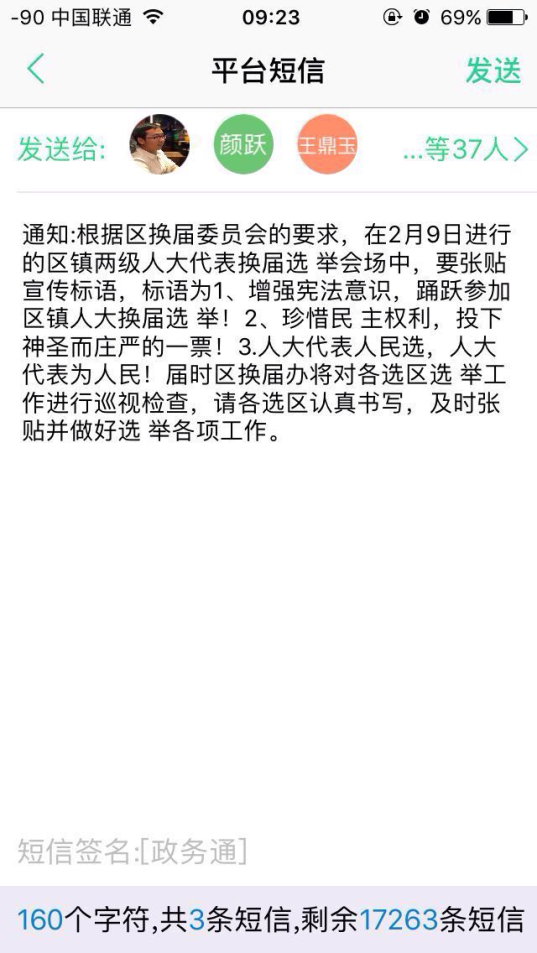 -90 中国联通 09:23 69%
平台短信 发送
发送给: 颜跃 王鼎玉 ...等37人
通知:根据区换届委员会的要求，在2月9日进行
的区镇两级人大代表换届选 举会场中，要张贴
宣传标语，标语为1、增强宪法意识，踊跃参加
区镇人大换届选 举！2、珍惜民 主权利，投下
神圣而庄严的一票！3.人大代表人民选，人大
代表为人民！届时区换届办将对各选区选 举工
作进行巡视检查，请各选区认真书写，及时张
贴并做好选 举各项工作。
短信签名:[政务通]
160个字符,共3条短信,剩余17263条短信